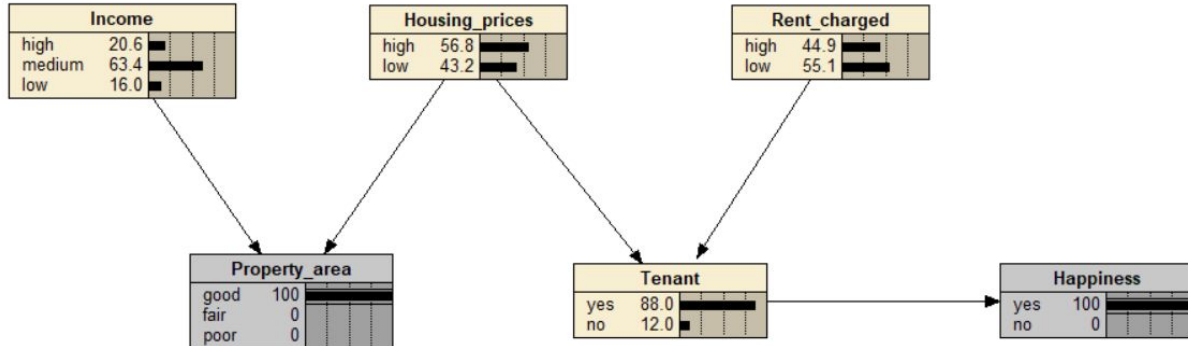 Income
high 20.6
medium 63.4
low 16.0
Housing_prices
high 56.8
low 43.2
Rent_charged
high 44.9
low 55.1
Property_area
good 100
fair 0
poor 0
Tenant
yes 88.0
no 12.0
Happiness
yes 100
no 0